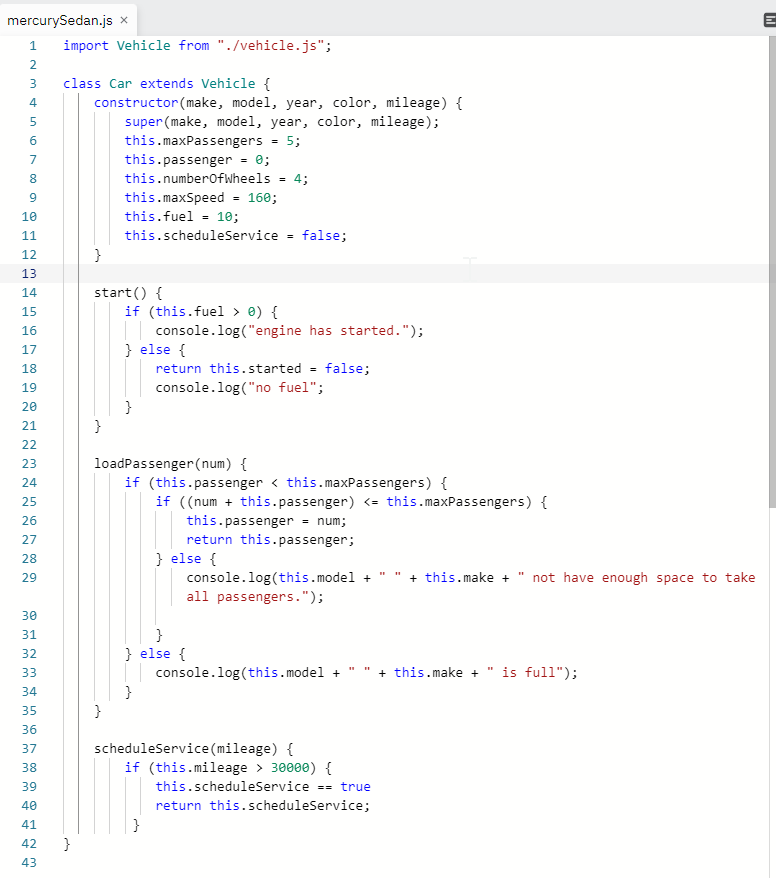 mercurySedan.js ×
1 import Vehicle from "./vehicle.js";
2
3 class Car extends Vehicle {
4 constructor(make, model, year, color, mileage) {
5 super(make, model, year, color, mileage);
6 this.maxPassengers = 5;
7 this.passenger = 0;
8 this.numberOfWheels = 4;
9 this.maxSpeed = 160;
10 this.fuel = 10;
11 this.scheduleService = false;
12 }
13
14 start() {
15 if (this.fuel > 0) {
16 console.log("engine has started.");
17 } else {
18 return this.started = false;
19 console.log("no fuel";
20 }
21 }
22
23 loadPassenger(num) {
24 if (this.passenger < this.maxPassengers) {
25 if ((num + this.passenger) <= this.maxPassengers) {
26 this.passenger = num;
27 return this.passenger;
28 } else {
29 console.log(this.model + " " + this.make + " not have enough space to take
all passengers.");
30
31 }
32 } else {
33 console.log(this.model + " " + this.make + " is full");
34 }
35 }
36
37 scheduleService(mileage) {
38 if (this.mileage > 30000) {
39 this.scheduleService == true
40 return this.scheduleService;
41 }
42 }
43